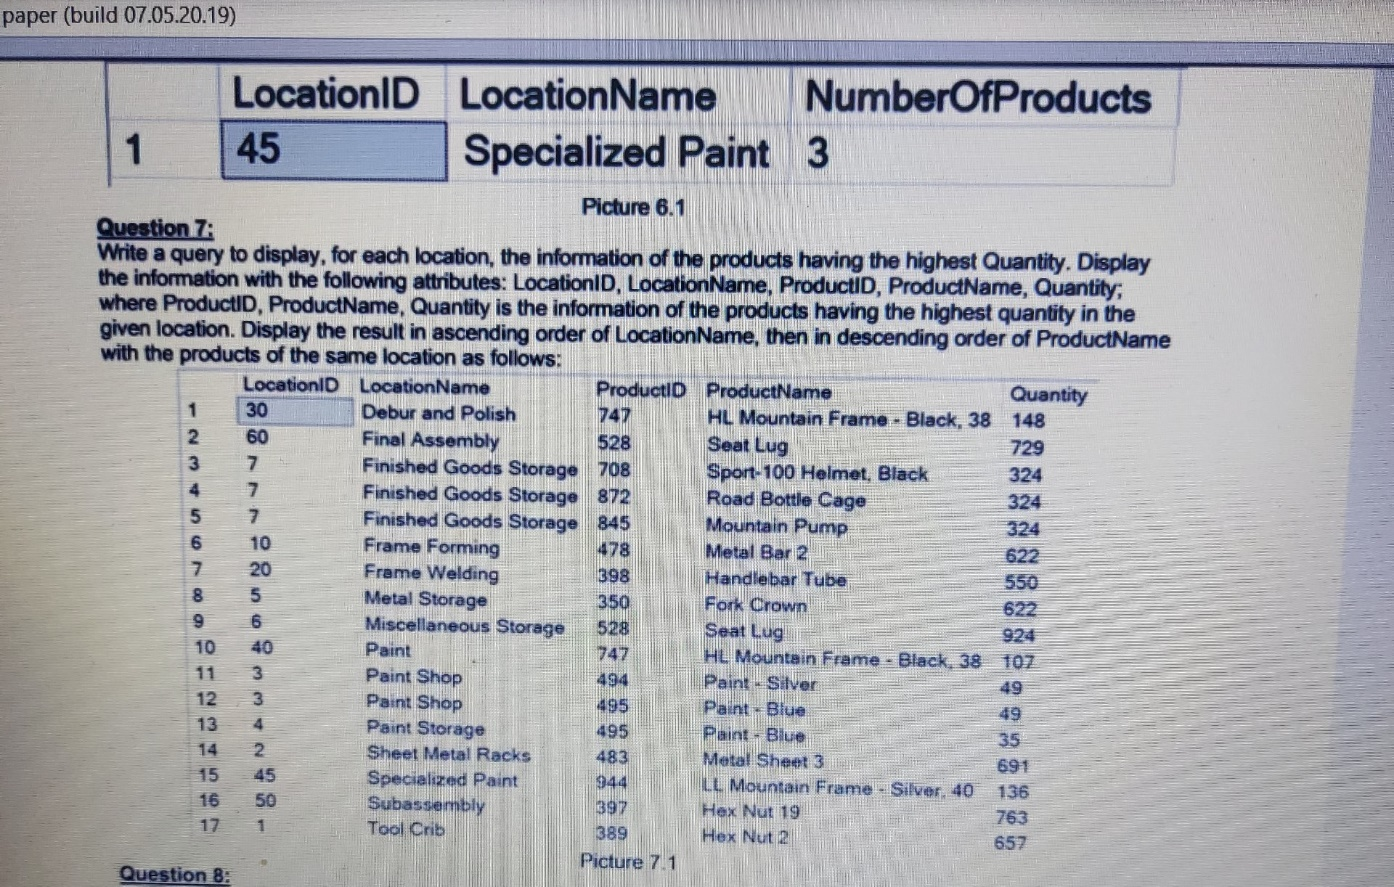 paper (build 07.05.20.19)
LocationID LocationName NumberOfProducts
1 45 Specialized Paint 3
Picture 6.1
Question 7:
Write a query to display, for each location, the information of the products having the highest Quantity. Display
the information with the following attributes: LocationID, LocationName, ProductID, ProductName, Quantity;
where ProductID, ProductName, Quantity is the information of the products having the highest quantity in the
given location. Display the result in ascending order of LocationName, then in descending order of ProductName
with the products of the same location as follows:
LocationID LocationName ProductID ProductName Quantity
1 30 Debur and Polish 747 HL Mountain Frame - Black, 38 148
2 60 Final Assembly 528 Seat Lug 729
3 7 Finished Goods Storage 708 Sport-100 Helmet, Black 324
4 7 Finished Goods Storage 872 Road Bottle Cage 324
5 7 Finished Goods Storage 845 Mountain Pump 324
6 10 Frame Forming 478 Metal Bar 2 622
7 20 Frame Welding 398 Handlebar Tube 550
8 5 Metal Storage 350 Fork Crown 622
9 6 Miscellaneous Storage 528 Seat Lug 924
10 40 Paint 747 HL Mountain Frame - Black, 38 107
11 3 Paint Shop 494 Paint - Silver 49
12 3 Paint Shop 495 Paint - Blue 49
13 4 Paint Storage 495 Paint - Blue 35
14 2 Sheet Metal Racks 483 Metal Sheet 3 691
15 45 Specialized Paint 944 LL Mountain Frame - Silver, 40 136
16 50 Subassembly 397 Hex Nut 19 763
17 1 Tool Crib 389 Hex Nut 2 657
Picture 7.1
Question 8: